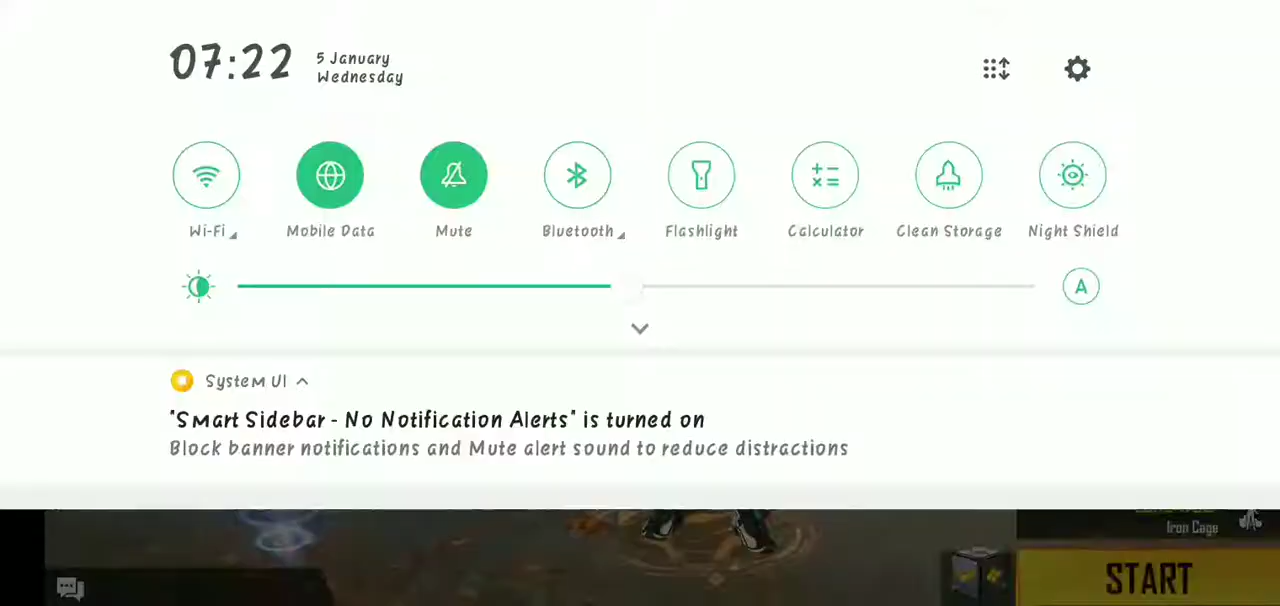 07:22
5 January
Wednesday
Wi-Fi
Mobile Data
Mute
Bluetooth
Flashlight
Calculator
Clean Storage
Night Shield
A
System UI
"Smart Sidebar - No Notification Alerts" is turned on
Block banner notifications and Mute alert sound to reduce distractions
Iron Cage
START